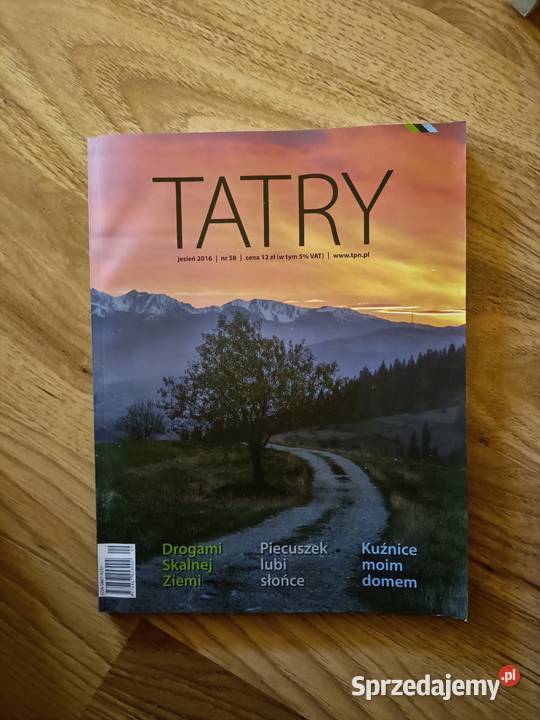 TATRY
jesień 2016 | nr 58 | cena 12 zł (w tym 5% VAT) | www.tpn.pl
Drogami
Skalnej
Ziemi
Piecuszek
lubi
słońce
Kuźnice
moim
domem
Sprzedajemy.pl